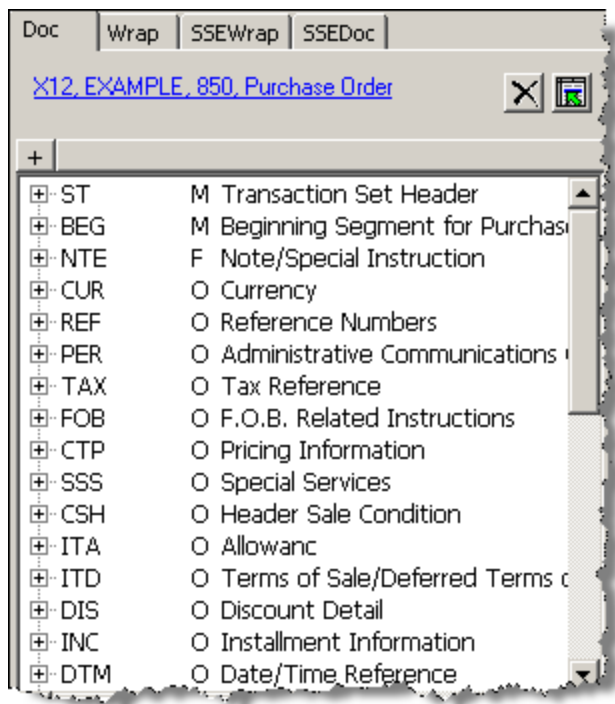 Doc Wrap SSEWrap SSEDoc
X12, EXAMPLE, 850, Purchase Order
+
ST M Transaction Set Header
BEG M Beginning Segment for Purchas
NTE F Note/Special Instruction
CUR O Currency
REF O Reference Numbers
PER O Administrative Communications
TAX O Tax Reference
FOB O F.O.B. Related Instructions
CTP O Pricing Information
SSS O Special Services
CSH O Header Sale Condition
ITA O Allowanc
ITD O Terms of Sale/Deferred Terms
DIS O Discount Detail
INC O Installment Information
DTM O Date/Time Reference